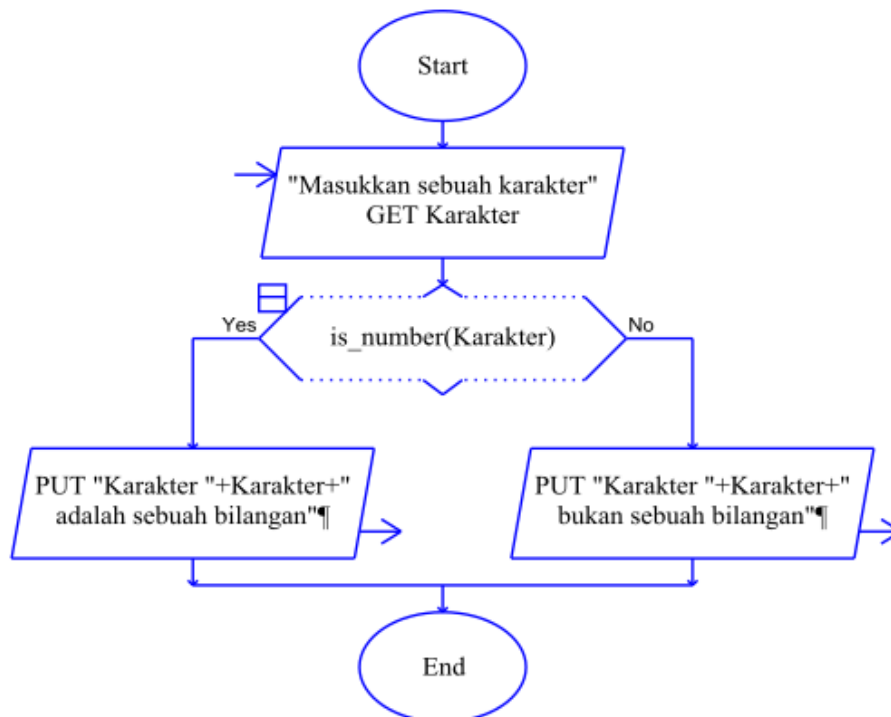 Start
"Masukkan sebuah karakter"
GET Karakter
Yes
is_number(Karakter)
No
PUT "Karakter "+Karakter+"
adalah sebuah bilangan"¶
PUT "Karakter "+Karakter+"
bukan sebuah bilangan"¶
End